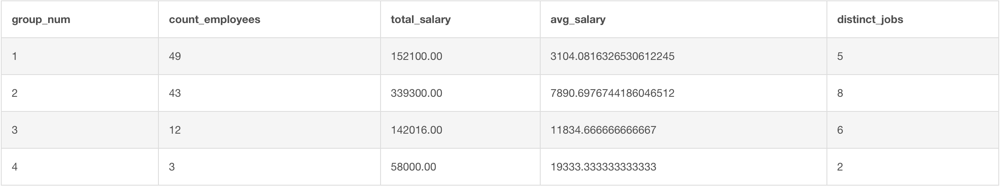 group_num count_employees total_salary avg_salary distinct_jobs
1 49 152100.00 3104.0816326530612245 5
2 43 339300.00 7890.6976744186046512 8
3 12 142016.00 11834.666666666667 6
4 3 58000.00 19333.333333333333 2